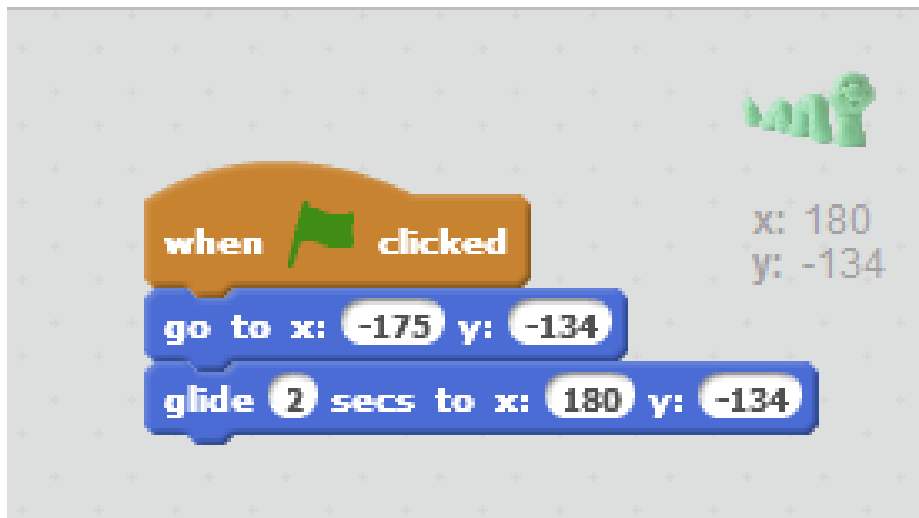 when clicked
go to x: -175 y: -134
glide 2 secs to x: 180 y: -134
x: 180
y: -134